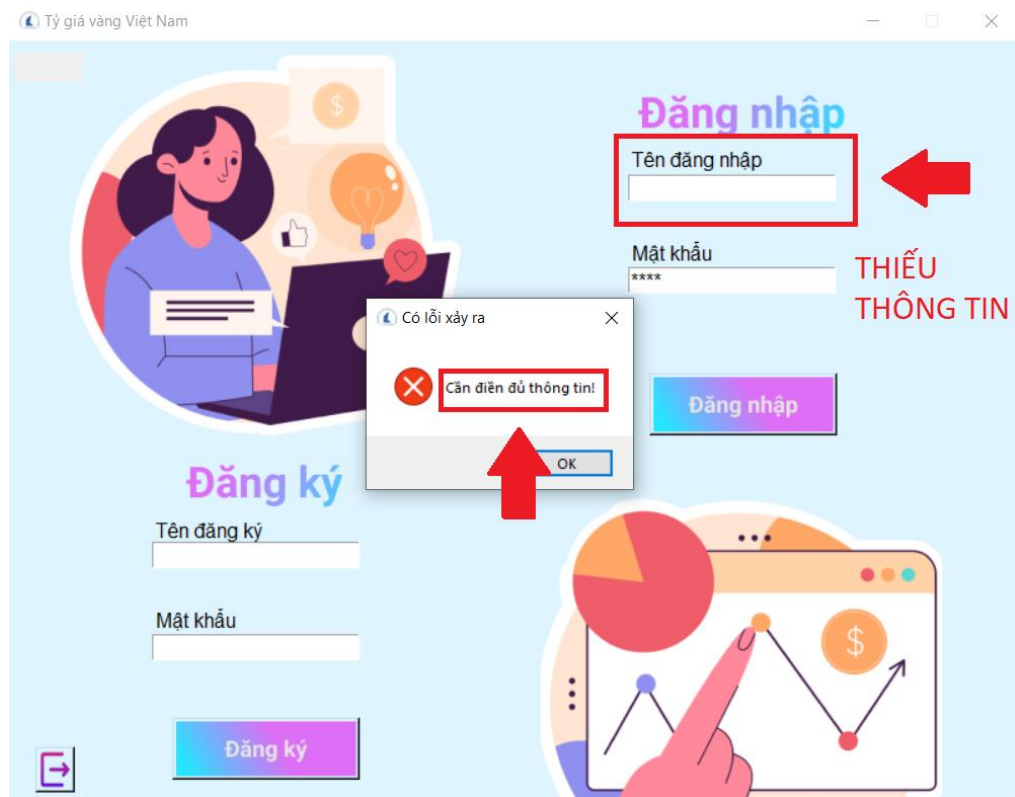 Tỷ giá vàng Việt Nam
Đăng nhập
Tên đăng nhập
Mật khẩu
****
THIẾU
THÔNG TIN
Có lỗi xảy ra
Cần điền đủ thông tin!
OK
Đăng nhập
Đăng ký
Tên đăng ký
Mật khẩu
Đăng ký
$
$